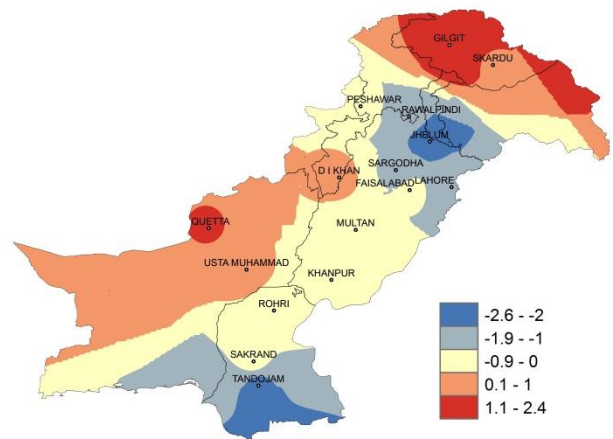 GILGIT
SKARDU
PESHAWAR
RAWALPINDI
JHELUM
SARGODHA
D I KHAN
FAISALABAD
LAHORE
QUETTA
MULTAN
USTA MUHAMMAD
KHANPUR
ROHRI
SAKRAND
TANDOJAM
-2.6 - -2
-1.9 - -1
-0.9 - 0
0.1 - 1
1.1 - 2.4